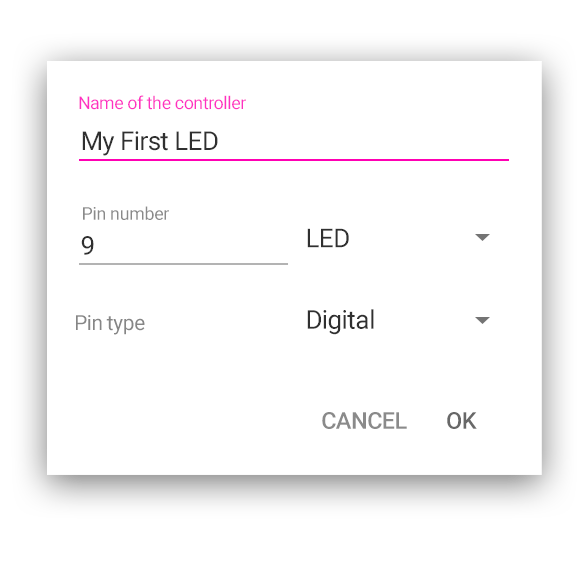 Name of the controller
My First LED
Pin number
9
LED
Pin type
Digital
CANCEL OK